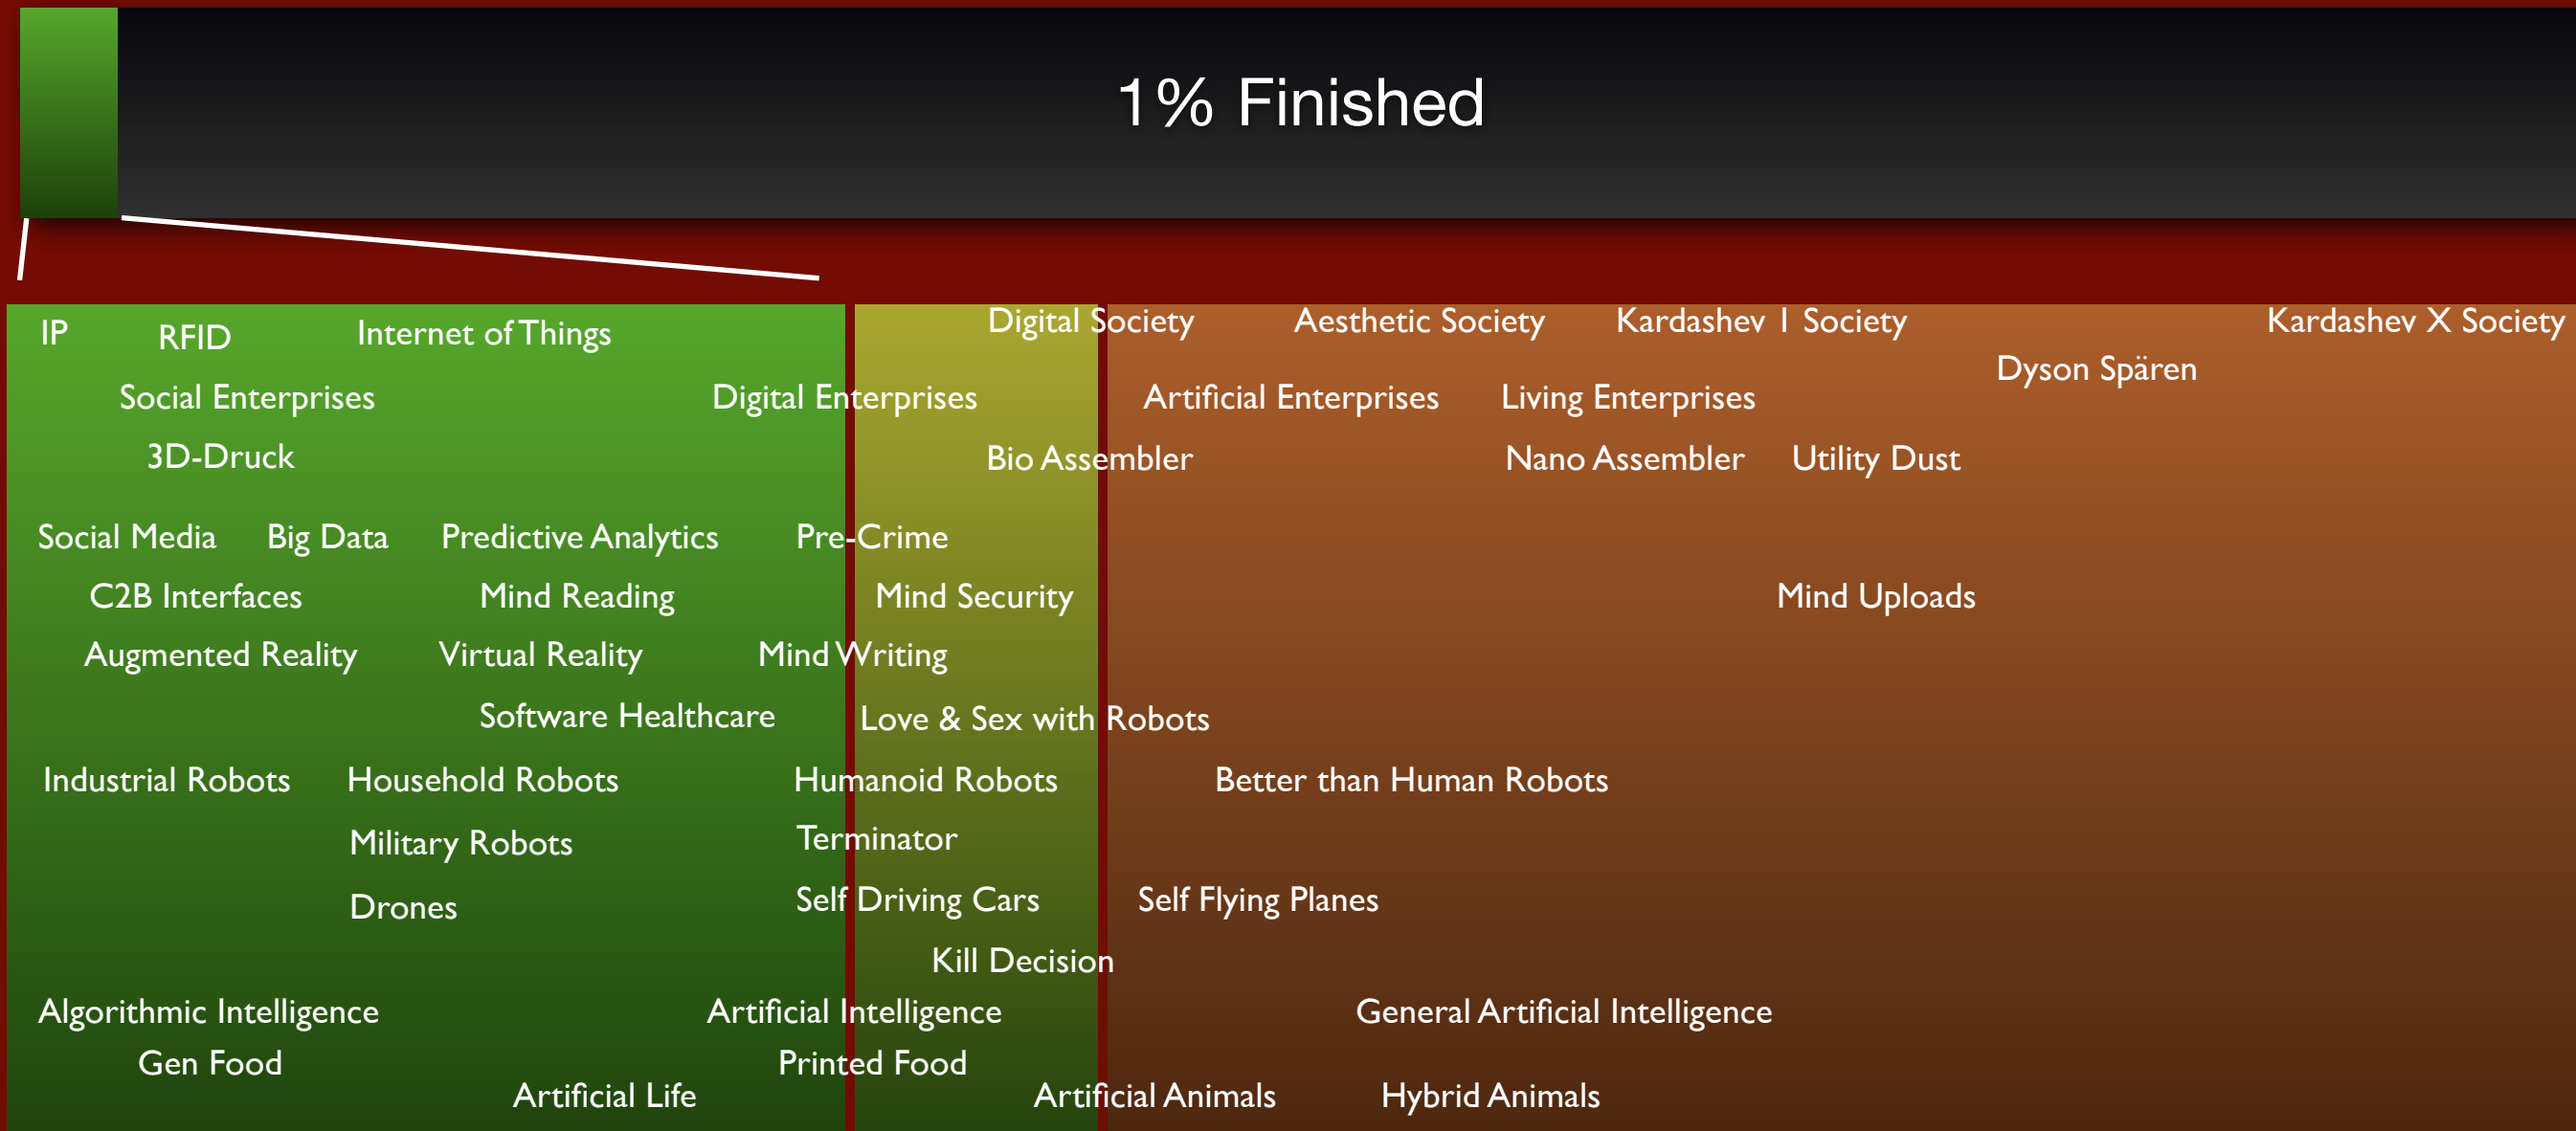 1% Finished
IP RFID Internet of Things Digital Society Aesthetic Society Kardashev 1 Society Kardashev X Society
Dyson Spären
Social Enterprises Digital Enterprises Artificial Enterprises Living Enterprises
3D-Druck Bio Assembler Nano Assembler Utility Dust
Social Media Big Data Predictive Analytics Pre-Crime
C2B Interfaces Mind Reading Mind Security Mind Uploads
Augmented Reality Virtual Reality Mind Writing
Software Healthcare Love & Sex with Robots
Industrial Robots Household Robots Humanoid Robots Better than Human Robots
Military Robots Terminator
Drones Self Driving Cars Self Flying Planes
Kill Decision
Algorithmic Intelligence Artificial Intelligence General Artificial Intelligence
Gen Food Printed Food
Artificial Life Artificial Animals Hybrid Animals